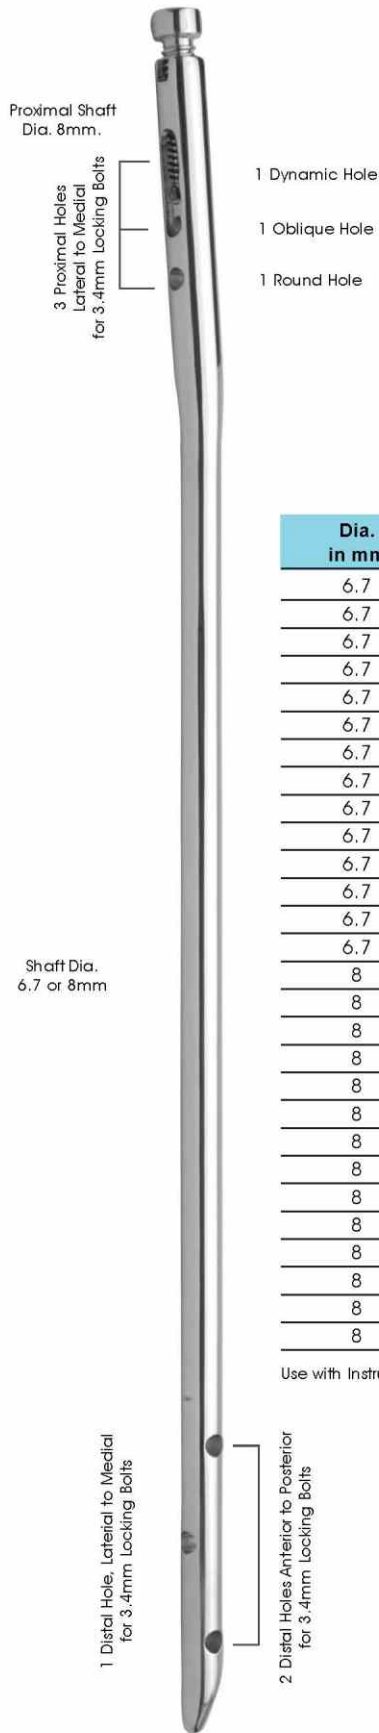 Proximal Shaft
Dia. 8mm.
3 Proximal Holes
Lateral to Medial
for 3.4mm Locking Bolts
1 Dynamic Hole
1 Oblique Hole
1 Round Hole
Dia.
in mm
6.7
6.7
6.7
6.7
6.7
6.7
6.7
6.7
6.7
6.7
6.7
6.7
6.7
6.7
8
8
8
8
8
8
8
8
8
8
8
8
8
8
Use with Instru
Shaft Dia.
6.7 or 8mm
1 Distal Hole, Laterial to Medial
for 3.4mm Locking Bolts
2 Distal Holes Anterior to Posterior
for 3.4mm Locking Bolts